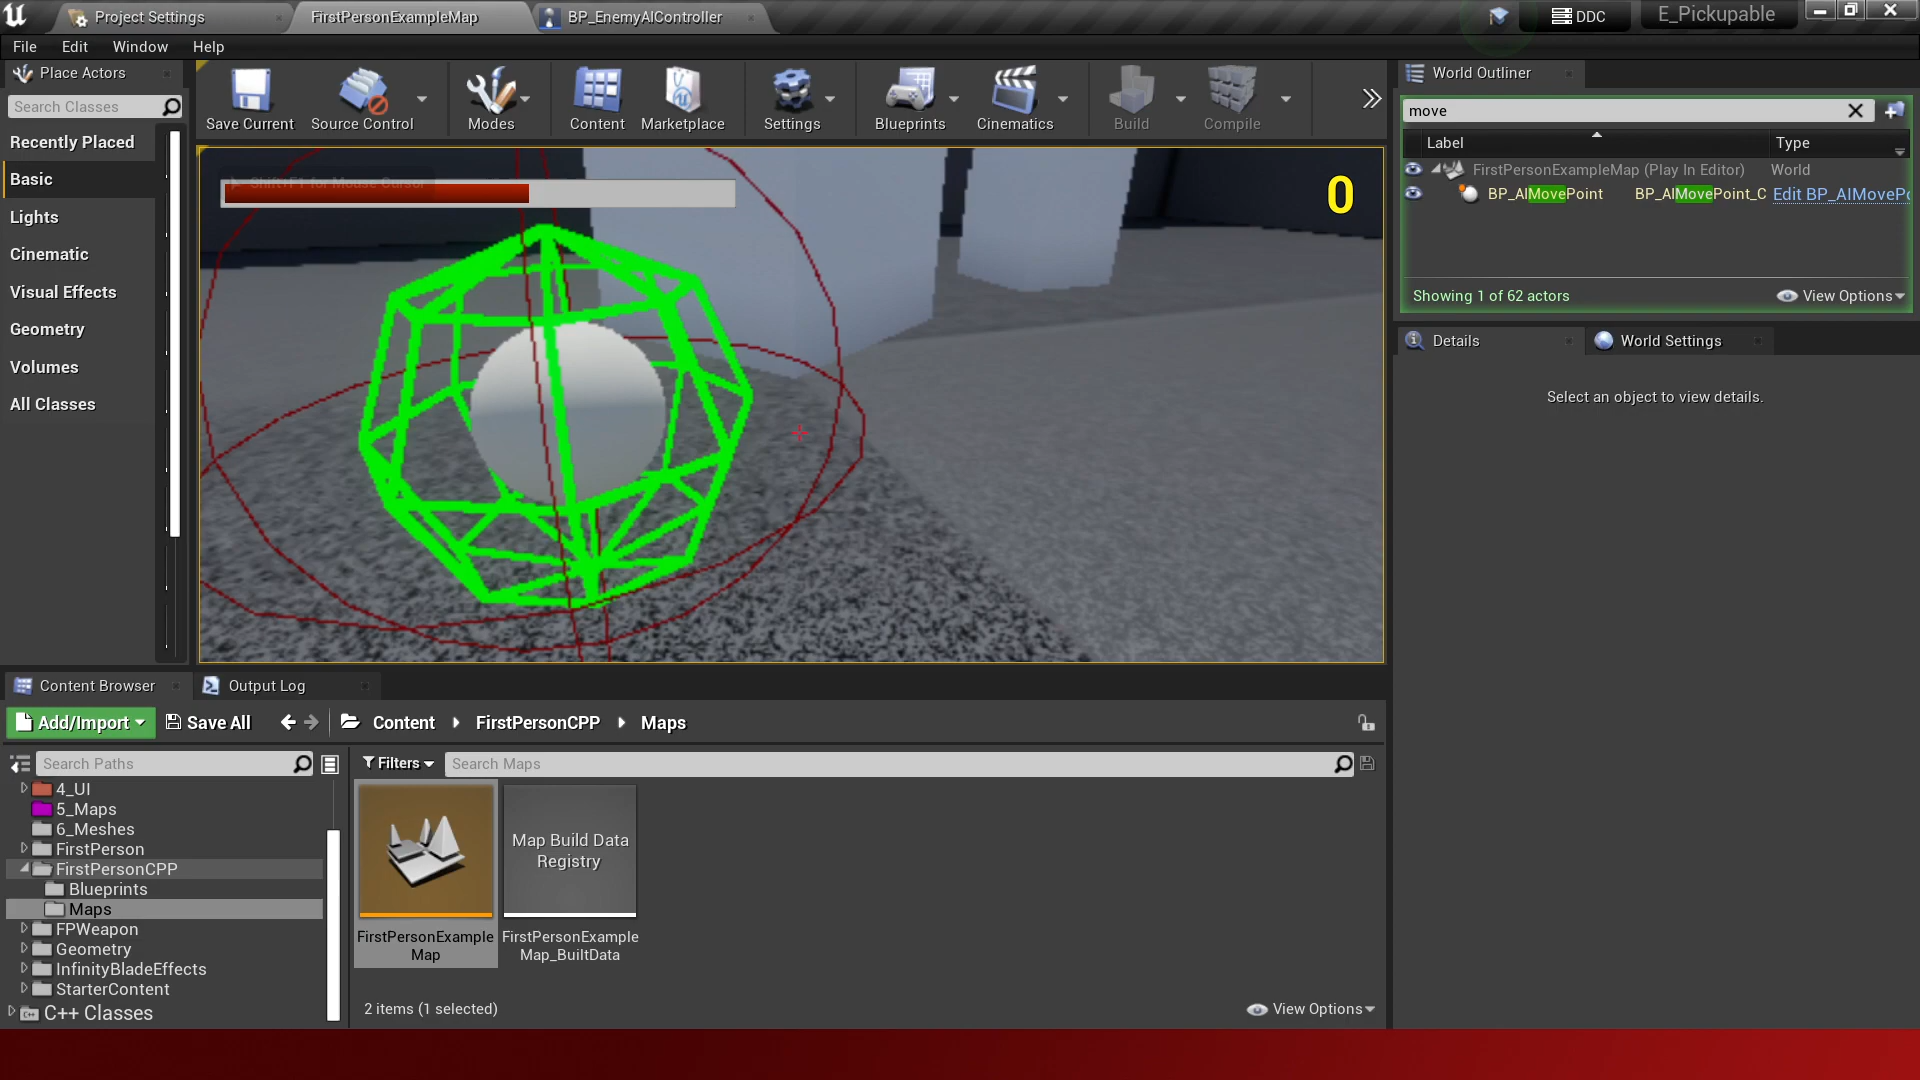 Project Settings
FirstPersonExampleMap
BP_EnemyAIController
DDC
E_Pickupable
File
Edit
Window
Help
Place Actors
Search Classes
Recently Placed
Basic
Lights
Cinematic
Visual Effects
Geometry
Volumes
All Classes
Save Current
Source Control
Modes
Content
Marketplace
Settings
Blueprints
Cinematics
Build
Compile
Shift+F1 for Mouse Cursor
0
World Outliner
move
Label
Type
FirstPersonExampleMap (Play In Editor)
World
BP_AIMovePoint
BP_AIMovePoint_C
Edit BP_AIMovePo
Showing 1 of 62 actors
View Options
Details
World Settings
Select an object to view details.
Content Browser
Output Log
Add/Import
Save All
Content
FirstPersonCPP
Maps
Search Paths
Filters
Search Maps
4_UI
5_Maps
6_Meshes
FirstPerson
FirstPersonCPP
Blueprints
Maps
FPWeapon
Geometry
InfinityBladeEffects
StarterContent
C++ Classes
Map Build Data
Registry
FirstPersonExample
Map
FirstPersonExample
Map_BuiltData
2 items (1 selected)
View Options